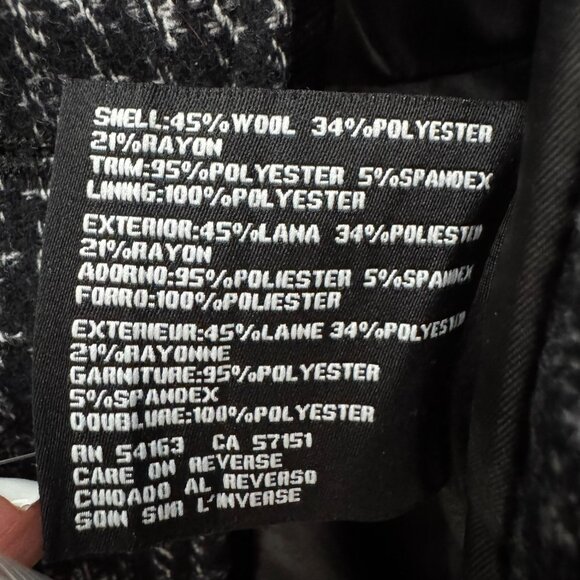 SHELL:45%WOOL 34%POLYESTER
21%RAYON
TRIM:95%POLYESTER 5%SPANDEX
LINING:100%POLYESTER
EXTERIOR:45%LANA 34%POLIESTER
21%RAYON
ADORNO:95%POLIESTER 5%SPANDEX
FORRO:100%POLIESTER
EXTERIEUR:45%LAINE 34%POLYESTER
21%RAYONNE
GARNITURE:95%POLYESTER
5%SPANDEX
DOUBLURE:100%POLYESTER
RN 54163 CA 57151
CARE ON REVERSE
CUIDADO AL REVERSO
SOIN SUR L'INVERSE